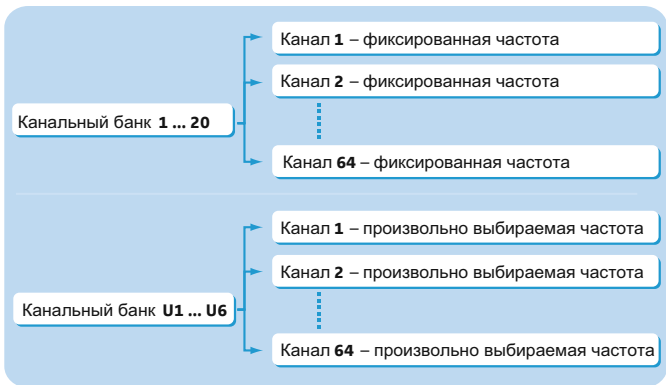 Канал 1 – фиксированная частота
Канал 2 – фиксированная частота
Канальный банк 1 ... 20
Канал 64 – фиксированная частота
Канал 1 – произвольно выбираемая частота
Канал 2 – произвольно выбираемая частота
Канальный банк U1 ... U6
Канал 64 – произвольно выбираемая частота